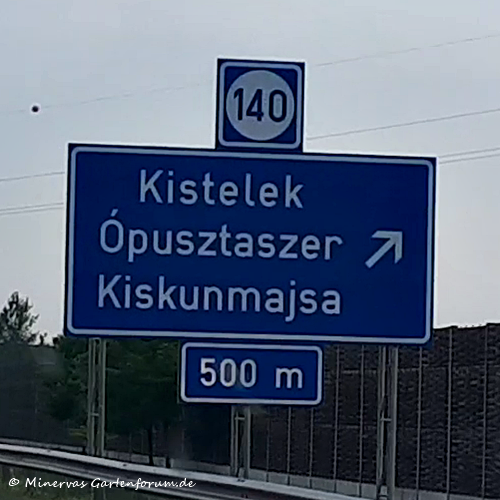 140
Kistelek
Ópusztaszer
Kiskunmajsa
500 m
© Minervas Gartenforum.de